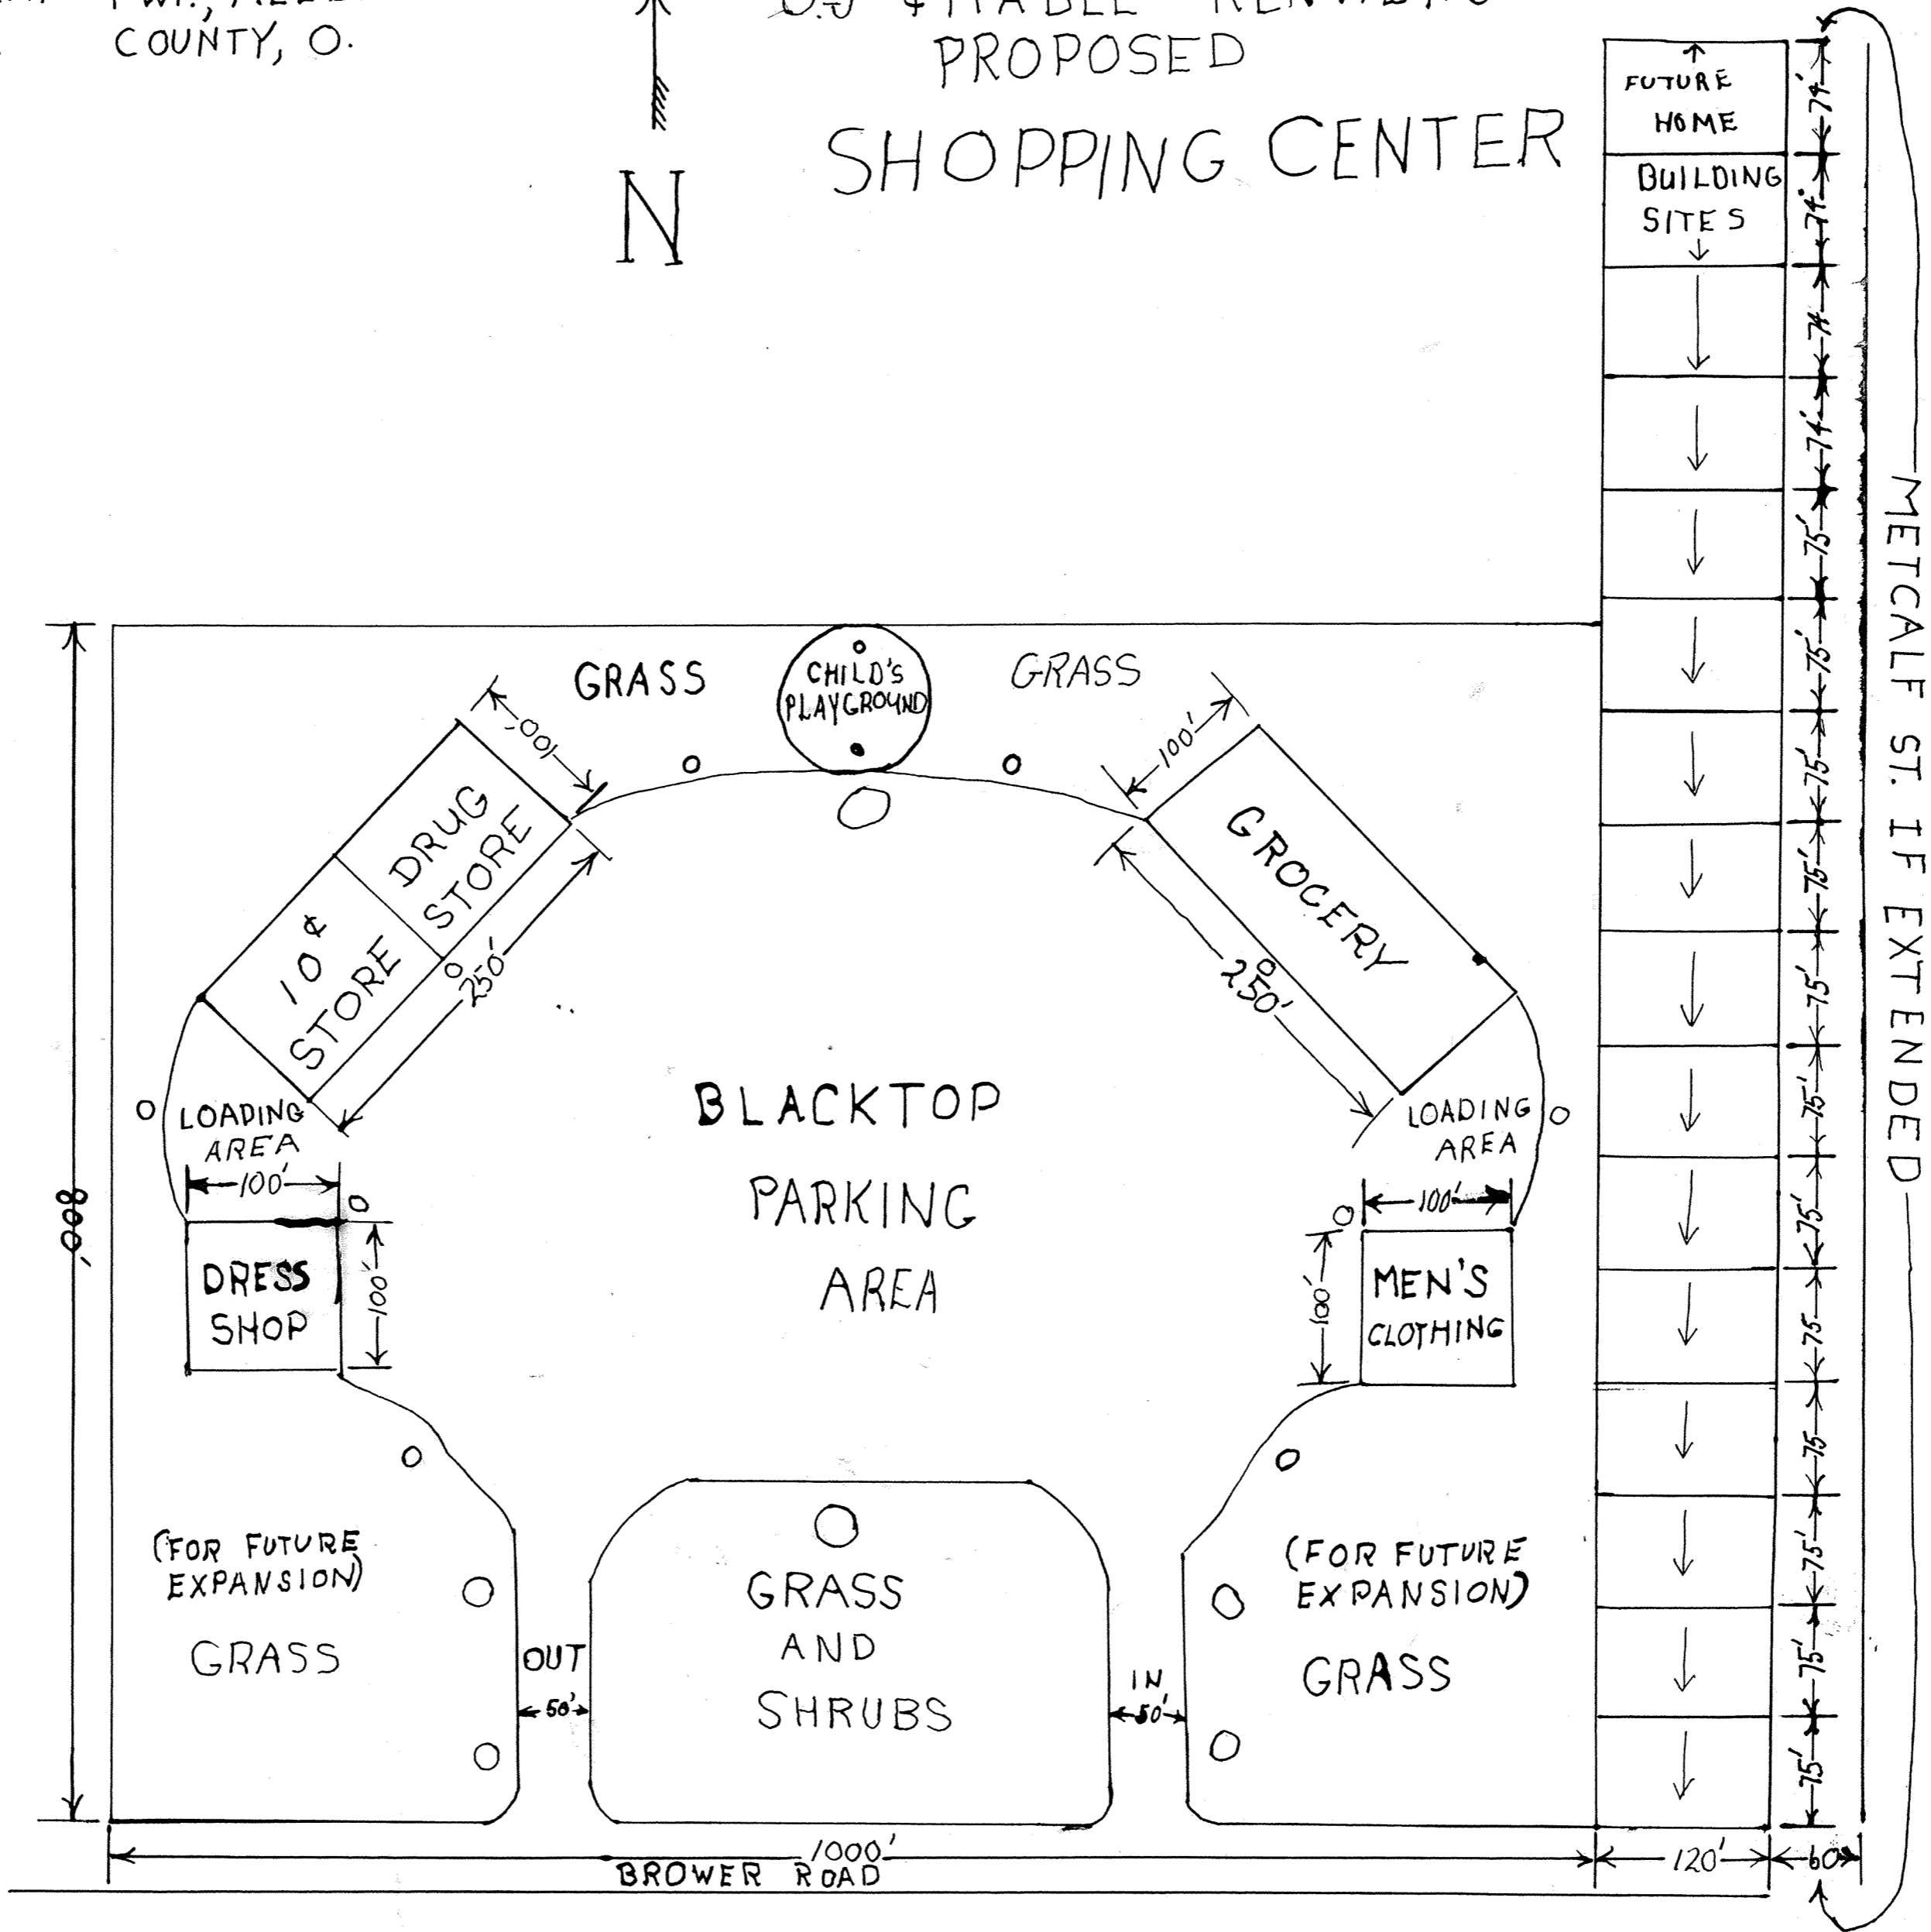 COUNTY, O.
PROPOSED
SHOPPING CENTER
N
FUTURE
HOME
BUILDING
SITES
74'
74'
74
74'
75'
75'
75'
75'
75'
75'
75'
75
75
75'
75'
75'
METCALF ST. IF EXTENDED
GRASS
CHILD'S
PLAYGROUND
GRASS
100'
100'
DRUG
STORE
10¢
STORE
250'
GROCERY
250'
800'
LOADING
AREA
100'
DRESS
SHOP
100'
BLACKTOP
PARKING
AREA
LOADING
AREA
100'
MEN'S
CLOTHING
100'
(FOR FUTURE
EXPANSION)
GRASS
OUT
50'
GRASS
AND
SHRUBS
IN
50'
(FOR FUTURE
EXPANSION)
GRASS
1000'
BROWER ROAD
120'
60'